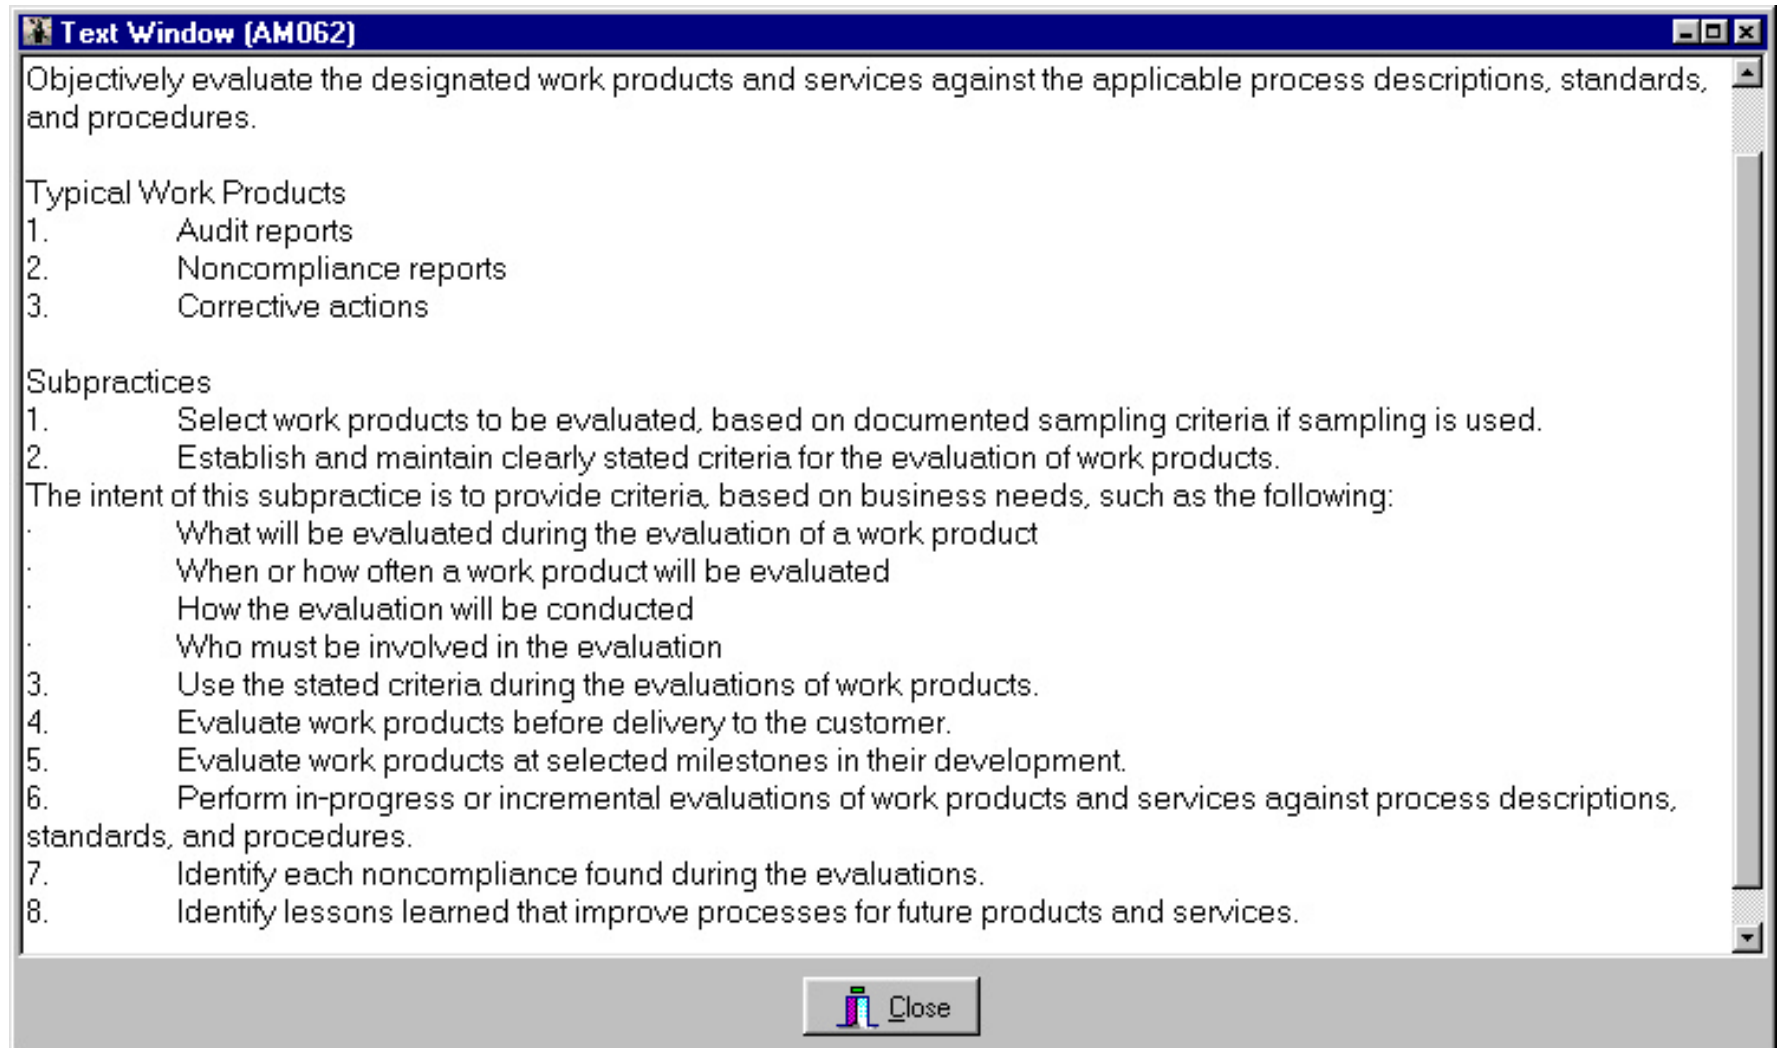 Text Window (AM062)
Objectively evaluate the designated work products and services against the applicable process descriptions, standards,
and procedures.
Typical Work Products
1. Audit reports
2. Noncompliance reports
3. Corrective actions
Subpractices
1. Select work products to be evaluated, based on documented sampling criteria if sampling is used.
2. Establish and maintain clearly stated criteria for the evaluation of work products.
The intent of this subpractice is to provide criteria, based on business needs, such as the following:
· What will be evaluated during the evaluation of a work product
· When or how often a work product will be evaluated
· How the evaluation will be conducted
· Who must be involved in the evaluation
3. Use the stated criteria during the evaluations of work products.
4. Evaluate work products before delivery to the customer.
5. Evaluate work products at selected milestones in their development.
6. Perform in-progress or incremental evaluations of work products and services against process descriptions,
standards, and procedures.
7. Identify each noncompliance found during the evaluations.
8. Identify lessons learned that improve processes for future products and services.
Close